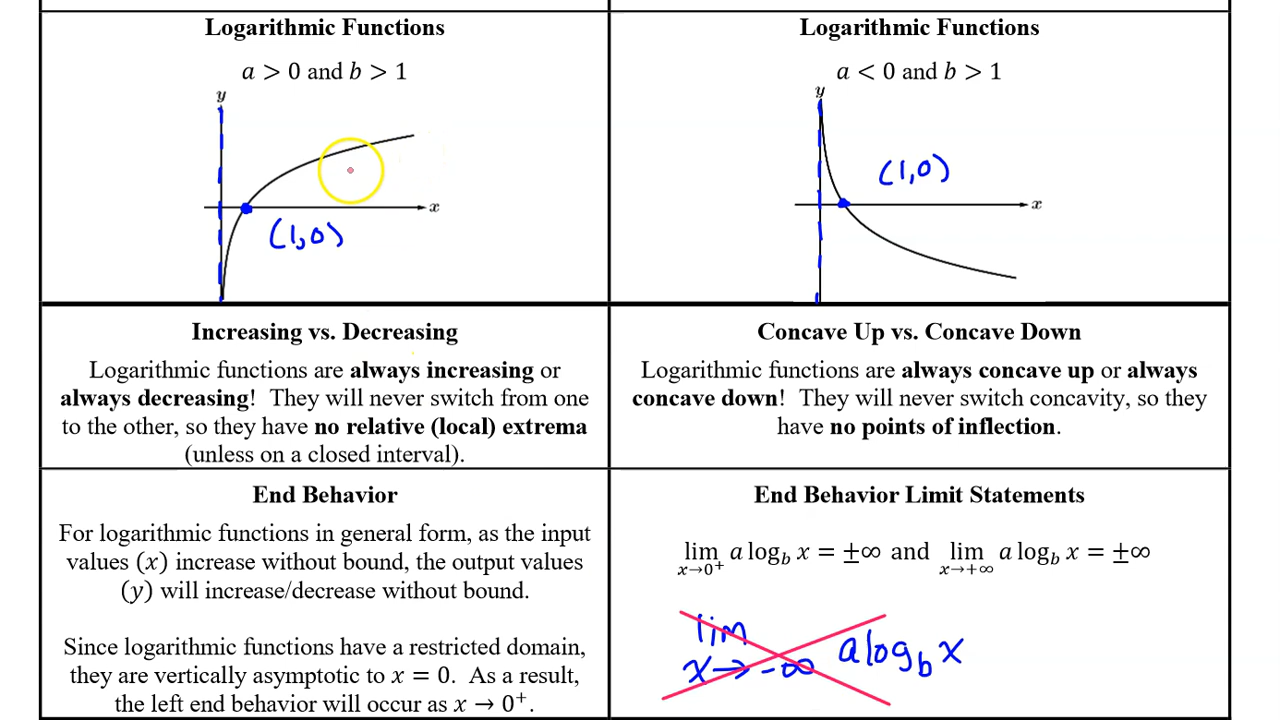 Logarithmic Functions
a > 0 and b > 1
y
x
(1,0)
Logarithmic Functions
a < 0 and b > 1
y
(1,0)
x
Increasing vs. Decreasing
Logarithmic functions are always increasing or
always decreasing! They will never switch from one
to the other, so they have no relative (local) extrema
(unless on a closed interval).
Concave Up vs. Concave Down
Logarithmic functions are always concave up or always
concave down! They will never switch concavity, so they
have no points of inflection.
End Behavior
For logarithmic functions in general form, as the input
values (x) increase without bound, the output values
(y) will increase/decrease without bound.
Since logarithmic functions have a restricted domain,
they are vertically asymptotic to x = 0. As a result,
the left end behavior will occur as x → 0⁺.
End Behavior Limit Statements
lim a log_b x = ±∞ and lim a log_b x = ±∞
x→0⁺ x→+∞
lim a log_b x
x→-∞